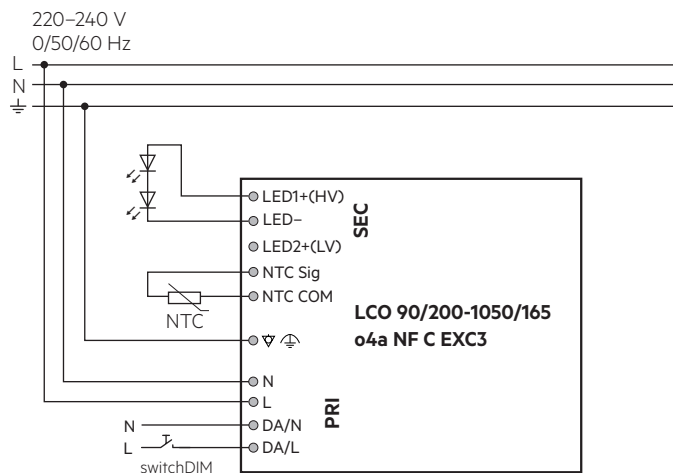 220–240 V
0/50/60 Hz
L
N
LED1+(HV)
LED–
SEC
LED2+(LV)
NTC Sig
NTC COM
NTC
LCO 90/200-1050/165
o4a NF C EXC3
N
L
PRI
N
DA/N
L
DA/L
switchDIM